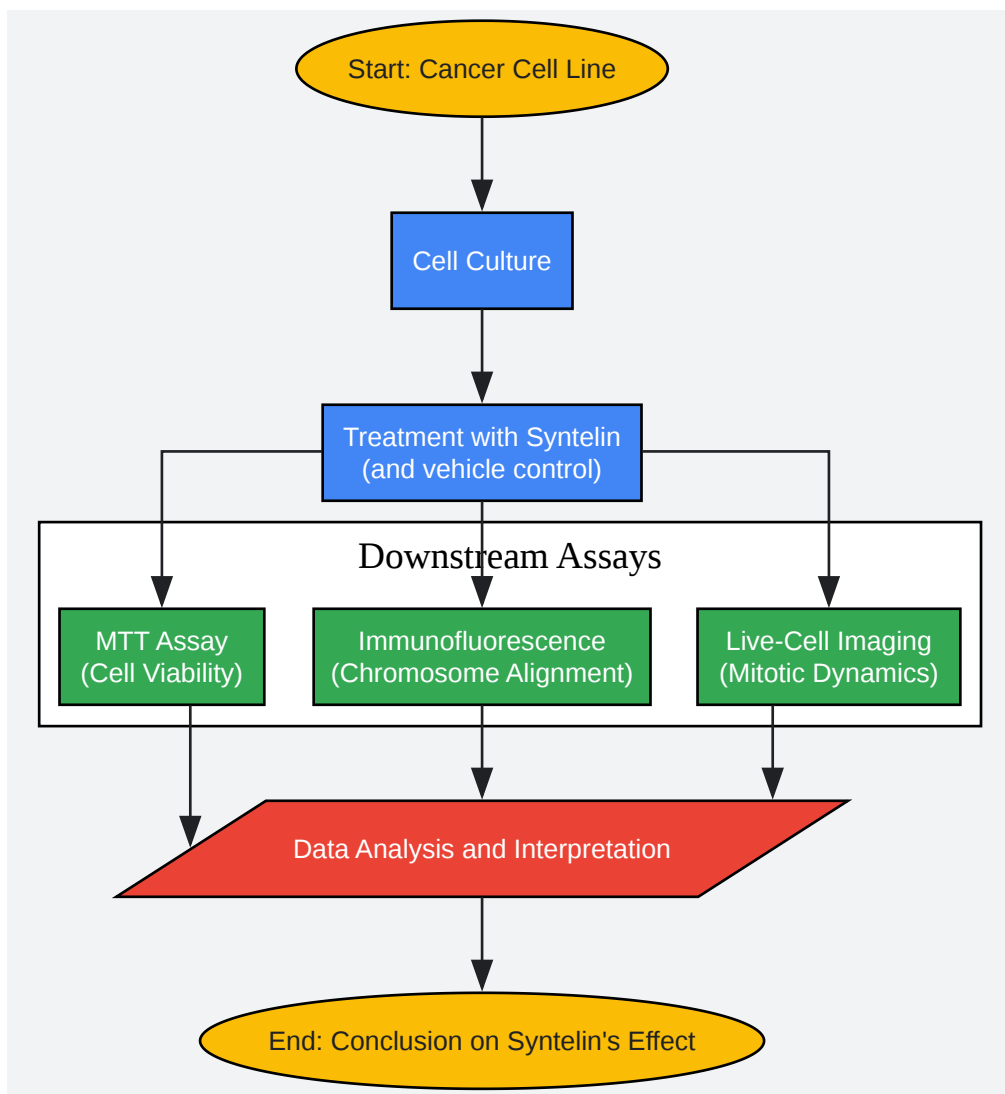 Start: Cancer Cell Line
Cell Culture
Treatment with Syntelin
(and vehicle control)
Downstream Assays
MTT Assay
(Cell Viability)
Immunofluorescence
(Chromosome Alignment)
Live-Cell Imaging
(Mitotic Dynamics)
Data Analysis and Interpretation
End: Conclusion on Syntelin's Effect